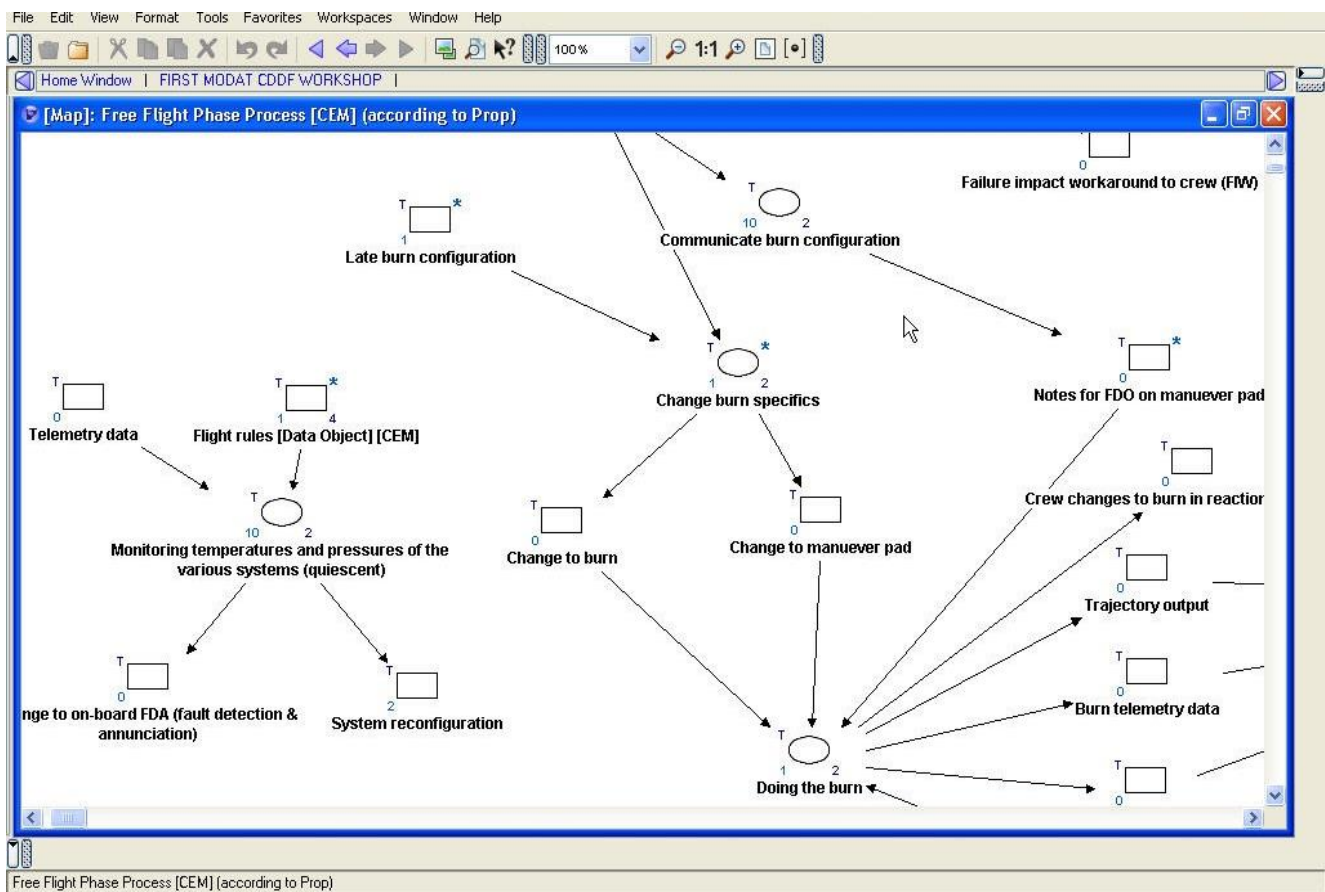 File Edit View Format Tools Favorites Workspaces Window Help
100% 1:1
Home Window | FIRST MODAT CDDF WORKSHOP |
[Map]: Free Flight Phase Process [CEM] (according to Prop)
0
Failure impact workaround to crew (FIW)
T
10 2
Communicate burn configuration
T *
1
Late burn configuration
T *
1 2
Change burn specifics
T *
0
Notes for FDO on manuever pad
T
0
Telemetry data
T *
1 4
Flight rules [Data Object] [CEM]
T
0
Crew changes to burn in reaction
T
10 2
Monitoring temperatures and pressures of the
various systems (quiescent)
T
0
Change to burn
T
0
Change to manuever pad
T
0
Trajectory output
T
0
nge to on-board FDA (fault detection &
annunciation)
T
2
System reconfiguration
T
0
Burn telemetry data
T
1 2
Doing the burn
T
0
Free Flight Phase Process [CEM] (according to Prop)